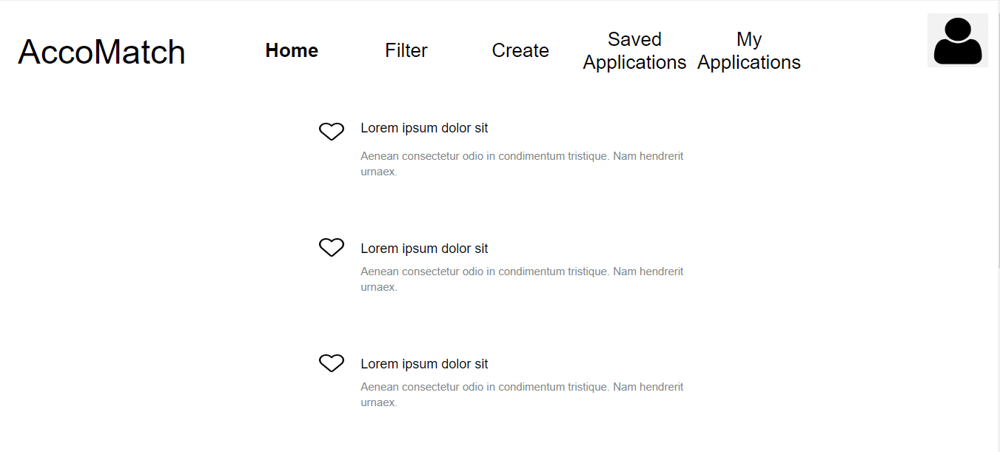 AccoMatch
Home
Filter
Create
Saved
Applications
My
Applications
Lorem ipsum dolor sit
Aenean consectetur odio in condimentum tristique. Nam hendrerit
urnaex.
Lorem ipsum dolor sit
Aenean consectetur odio in condimentum tristique. Nam hendrerit
urnaex.
Lorem ipsum dolor sit
Aenean consectetur odio in condimentum tristique. Nam hendrerit
urnaex.